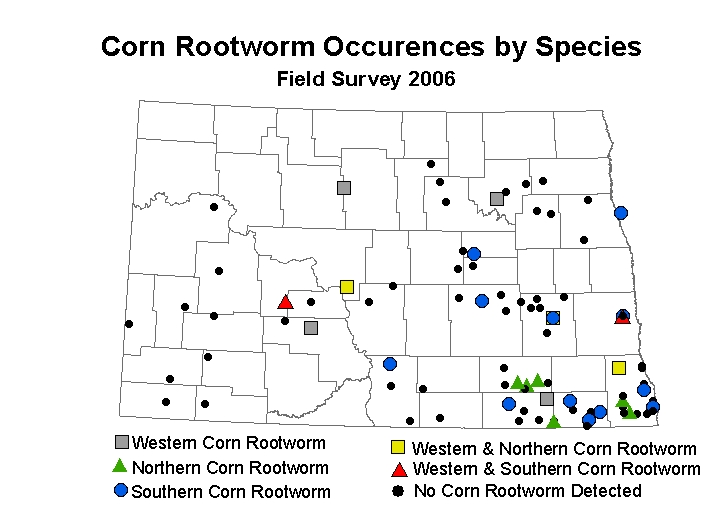 Corn Rootworm Occurences by Species
Field Survey 2006
Western Corn Rootworm
Northern Corn Rootworm
Southern Corn Rootworm
Western & Northern Corn Rootworm
Western & Southern Corn Rootworm
No Corn Rootworm Detected